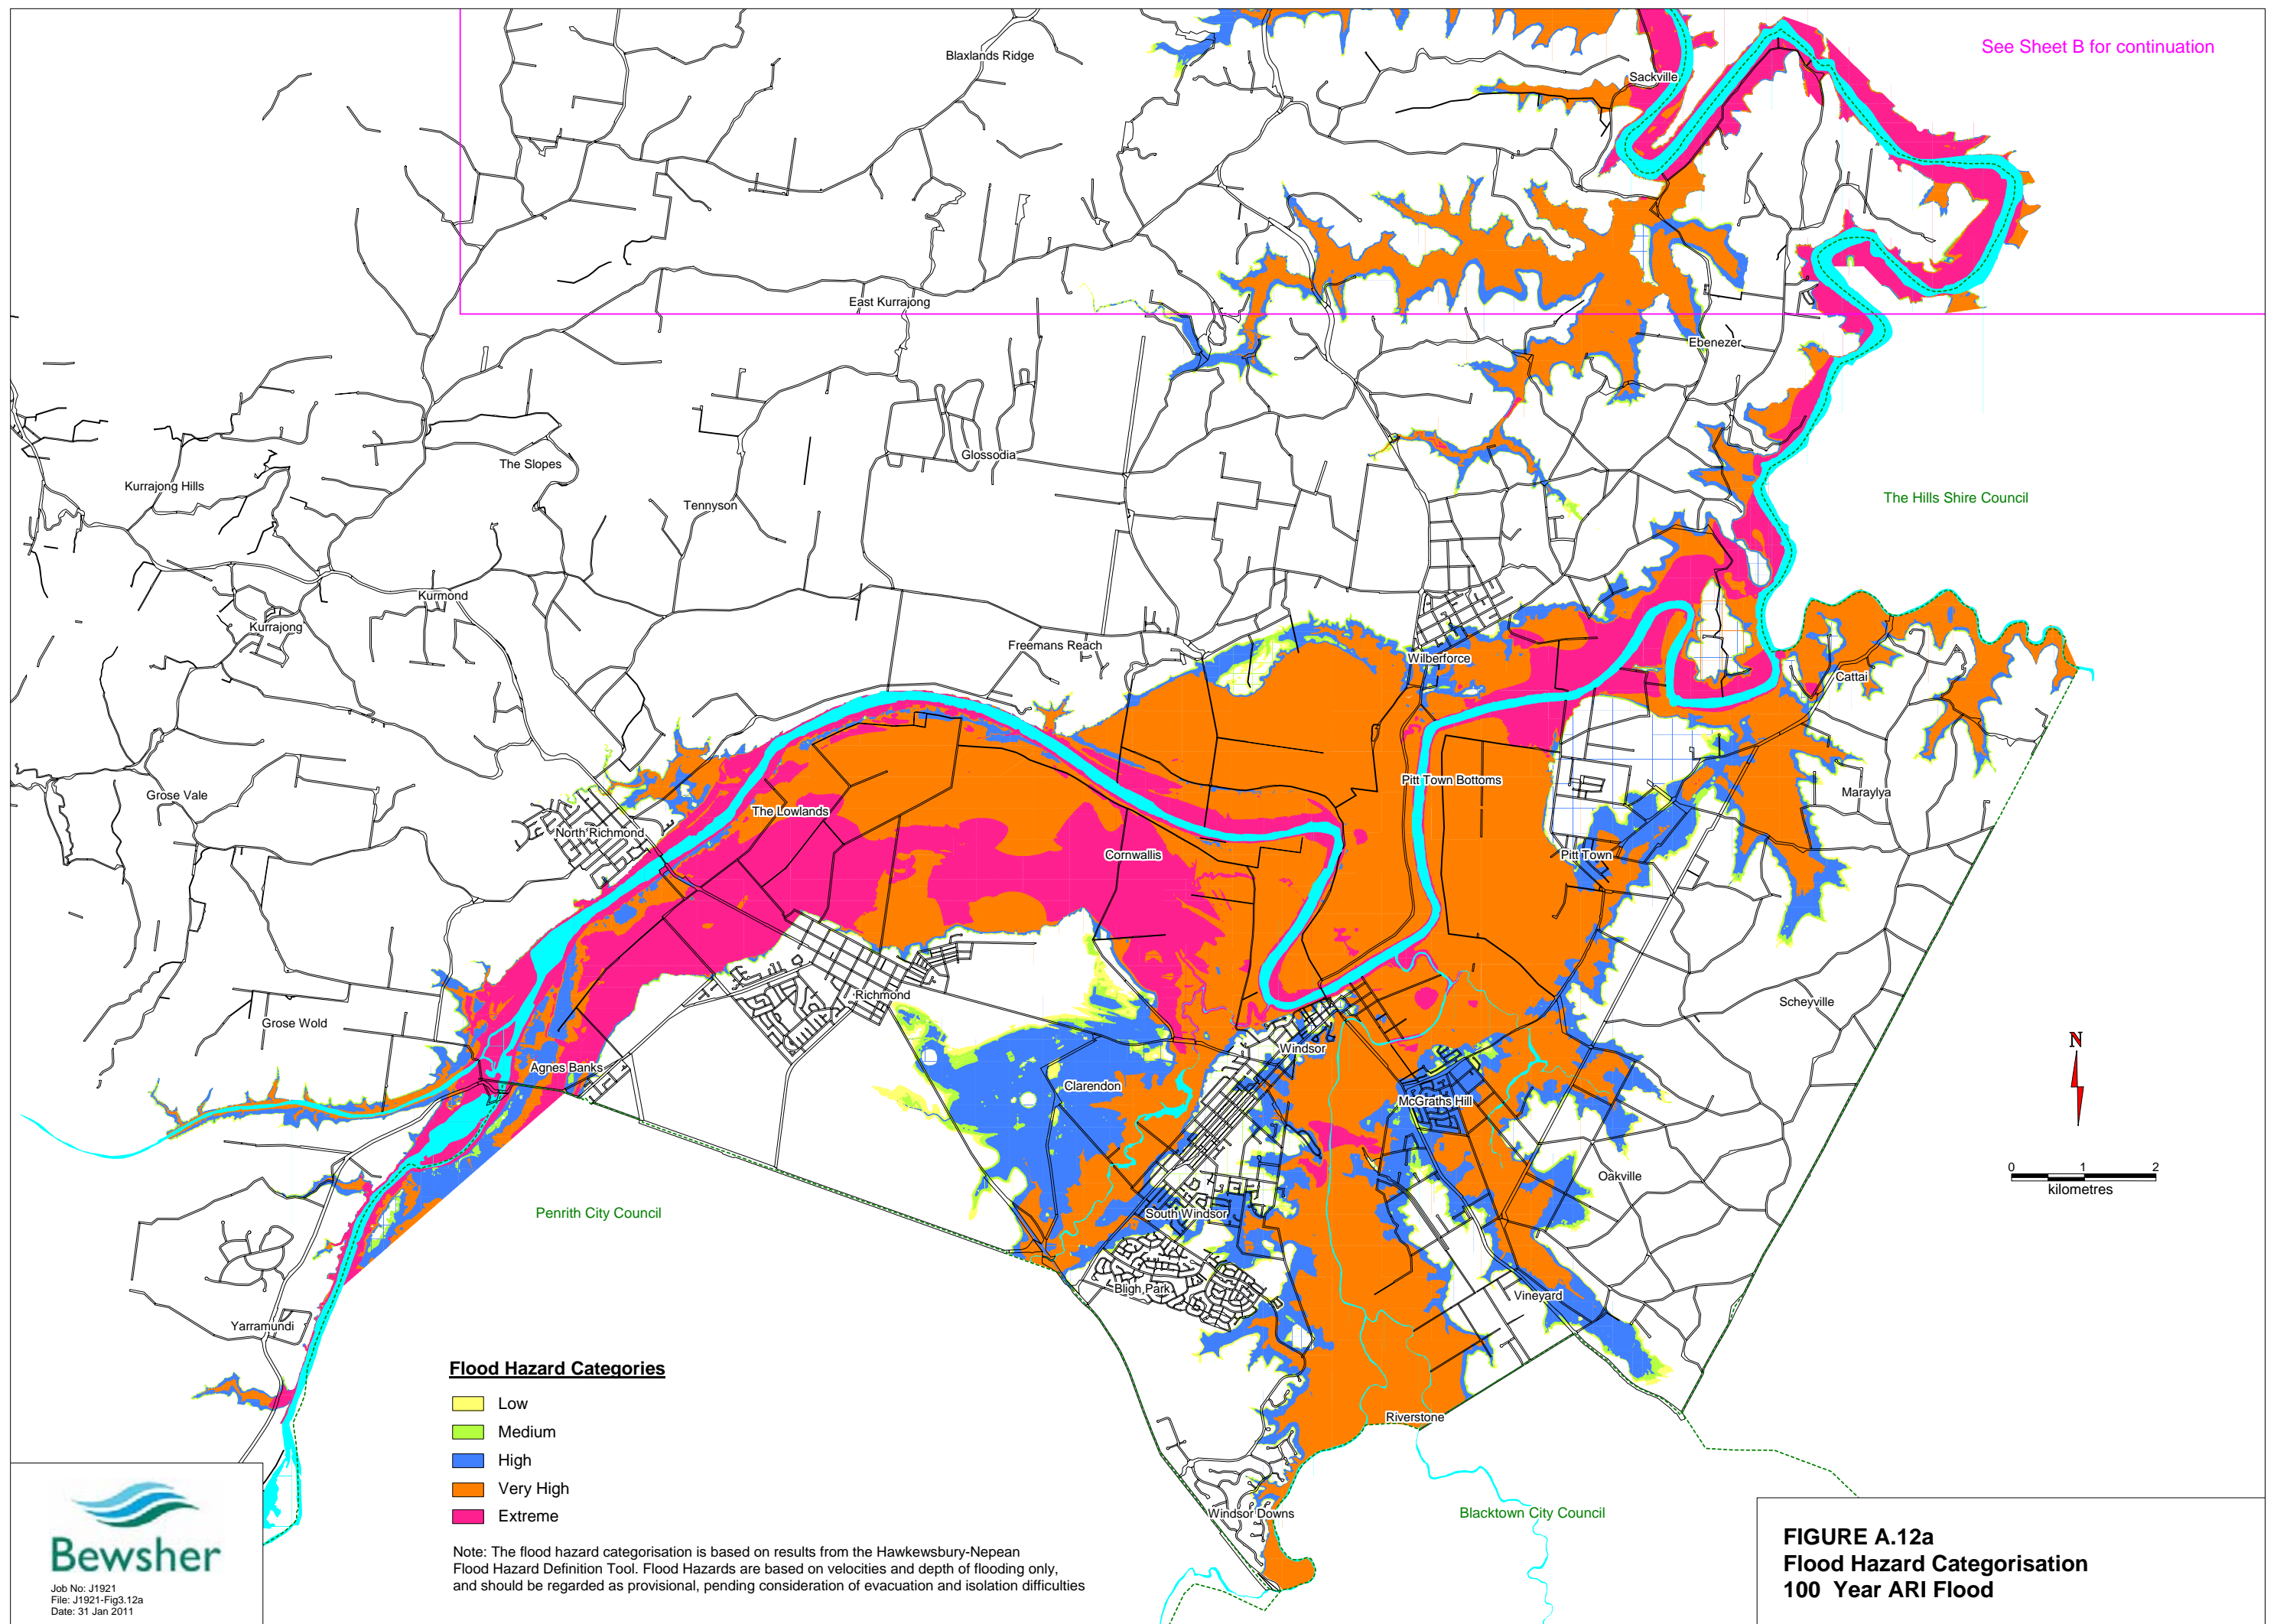 See Sheet B for continuation
Blaxlands Ridge
Sackville
East Kurrajong
Ebenezer
Glossodia
The Slopes
Kurrajong Hills
The Hills Shire Council
Tennyson
Kurmond
Kurrajong
Freemans Reach
Wilberforce
Cattai
Pitt Town Bottoms
Grose Vale
Maraylya
The Lowlands
North Richmond
Cornwallis
Pitt Town
Richmond
Scheyville
Grose Wold
N
Windsor
Agnes Banks
Clarendon
McGraths Hill
0 1 2
kilometres
Oakville
Penrith City Council
South Windsor
Bligh Park
Vineyard
Yarramundi
Riverstone
Windsor Downs
Blacktown City Council
Flood Hazard Categories
Low
Medium
High
Very High
Extreme
Note: The flood hazard categorisation is based on results from the Hawkewsbury-Nepean
Flood Hazard Definition Tool. Flood Hazards are based on velocities and depth of flooding only,
and should be regarded as provisional, pending consideration of evacuation and isolation difficulties
Bewsher
Job No: J1921
File: J1921-Fig3.12a
Date: 31 Jan 2011
FIGURE A.12a
Flood Hazard Categorisation
100 Year ARI Flood